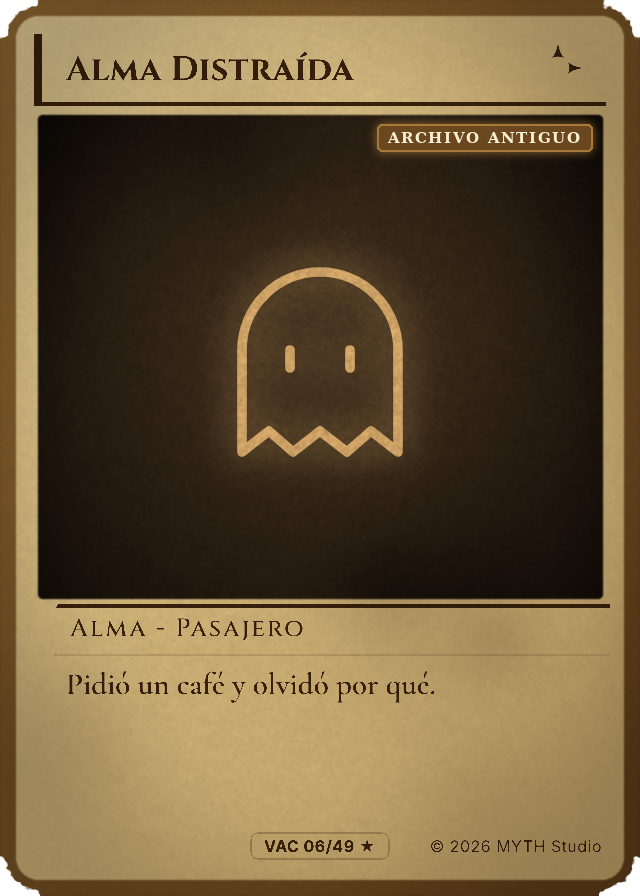 Alma Distraída
ARCHIVO ANTIGUO
Alma - Pasajero
Pidió un café y olvidó por qué.
VAC 06/49 ★
© 2026 MYTH Studio